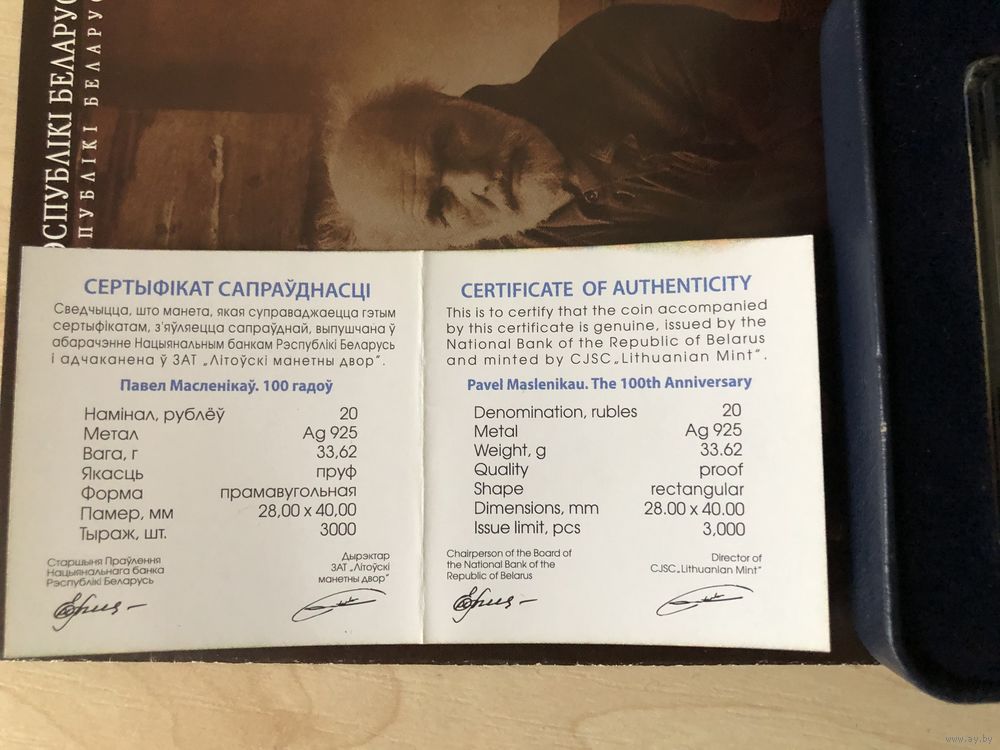 ЭСПУБЛІКІ БЕЛАРУС
ПУБЛІКІ БЕЛАРУС
СЕРТЫФІКАТ САПРАЎДНАСЦІ
Сведчыцца, што манета, якая суправаджаецца гэтым
сертыфікатам, з'яўляецца сапраўднай, выпушчана ў
абарачэнне Нацыянальным банкам Рэспублікі Беларусь
і адчаканена ў ЗАТ „Літоўскі манетны двор".
Павел Масленікаў. 100 гадоў
Намінал, рублёў 20
Метал Ag 925
Вага, г 33,62
Якасць пруф
Форма прамавугольная
Памер, мм 28,00 х 40,00
Тыраж, шт. 3000
Старшыня Праўлення
Нацыянальнага банка
Рэспублікі Беларусь
Дырэктар
ЗАТ „Літоўскі
манетны двор"
CERTIFICATE OF AUTHENTICITY
This is to certify that the coin accompanied
by this certificate is genuine, issued by the
National Bank of the Republic of Belarus
and minted by CJSC„Lithuanian Mint".
Pavel Maslenikau. The 100th Anniversary
Denomination, rubles 20
Metal Ag 925
Weight, g 33.62
Quality proof
Shape rectangular
Dimensions, mm 28.00 x 40.00
Issue limit, pcs 3,000
Chairperson of the Board of
the National Bank of the
Republic of Belarus
Director of
CJSC„Lithuanian Mint"
www.ay.by